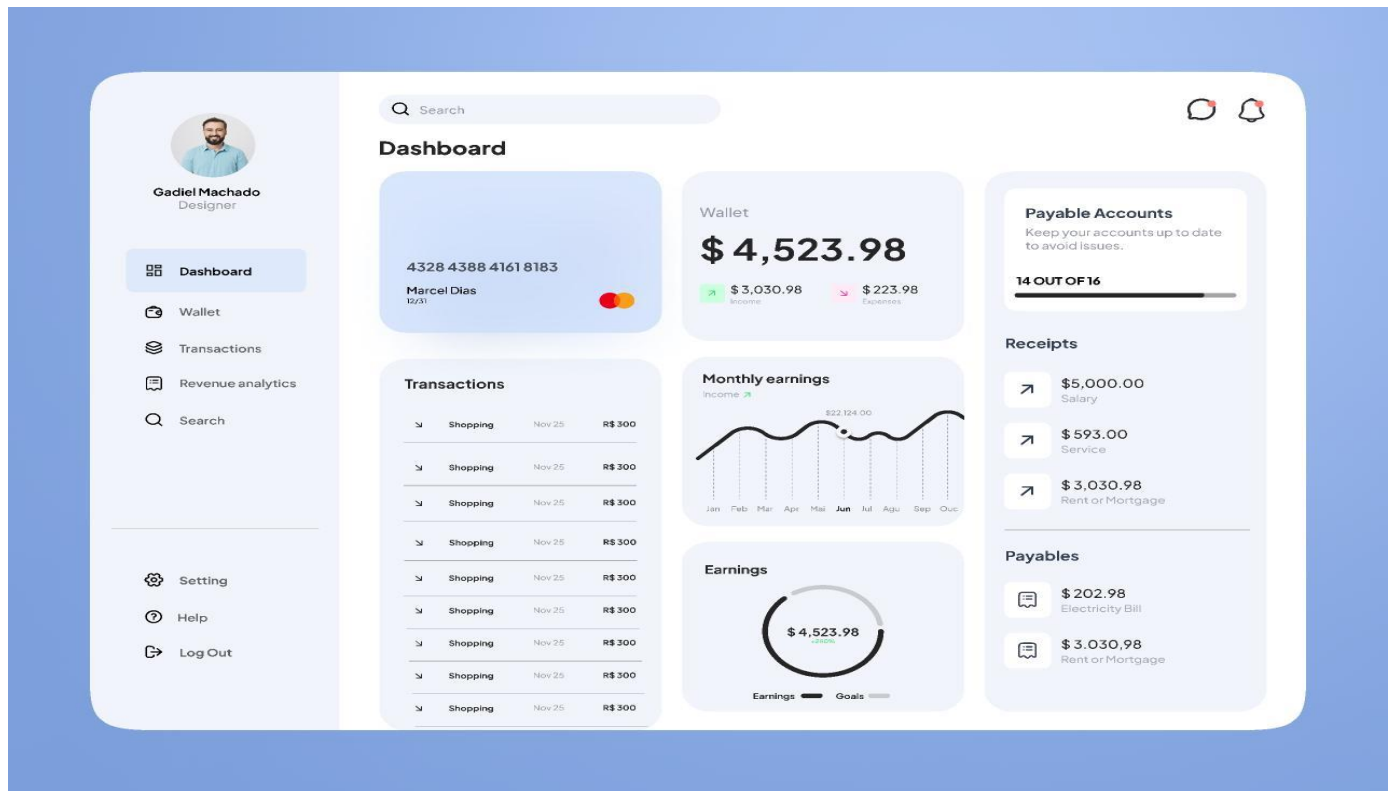 Gadiel Machado
Designer
Dashboard
Wallet
Transactions
Revenue analytics
Search
Setting
Help
Log Out
Search
Dashboard
4328 4388 4161 8183
Marcel Dias
12/31
Wallet
$ 4,523.98
$ 3,030.98
Income
$ 223.98
Expenses
Transactions
Shopping Nov 25 R$ 300
Shopping Nov 25 R$ 300
Shopping Nov 25 R$ 300
Shopping Nov 25 R$ 300
Shopping Nov 25 R$ 300
Shopping Nov 25 R$ 300
Shopping Nov 25 R$ 300
Shopping Nov 25 R$ 300
Shopping Nov 25 R$ 300
Monthly earnings
Income
$22.124.00
Jan Feb Mar Apr Mai Jun Jul Agu Sep Ouc
Earnings
$ 4,523.98
+200%
Earnings Goals
Payable Accounts
Keep your accounts up to date
to avoid issues.
14 OUT OF 16
Receipts
$5,000.00
Salary
$ 593.00
Service
$ 3,030.98
Rent or Mortgage
Payables
$ 202.98
Electricity Bill
$ 3.030,98
Rent or Mortgage